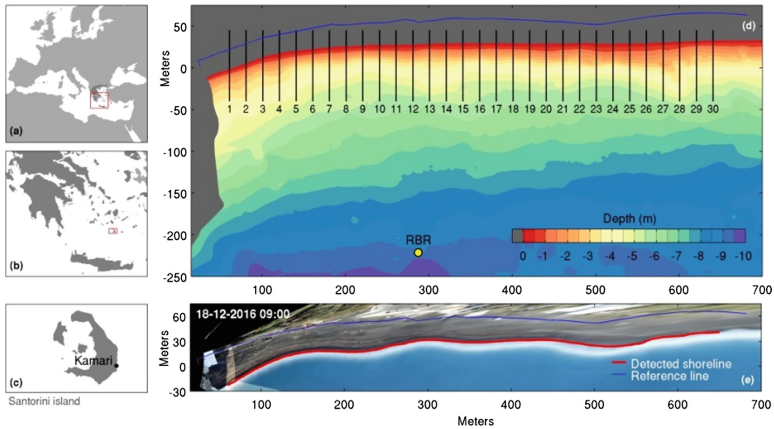 (a)
(b)
(c)
Kamari
Santorini island
(d)
Meters
50
0
-50
-100
-150
-200
-250
1 2 3 4 5 6 7 8 9 10 11 12 13 14 15 16 17 18 19 20 21 22 23 24 25 26 27 28 29 30
RBR
Depth (m)
0 -1 -2 -3 -4 -5 -6 -7 -8 -9 -10
100 200 300 400 500 600 700
18-12-2016 09:00
Meters
60
30
0
-30
Detected shoreline
Reference line
(e)
100 200 300 400 500 600 700
Meters